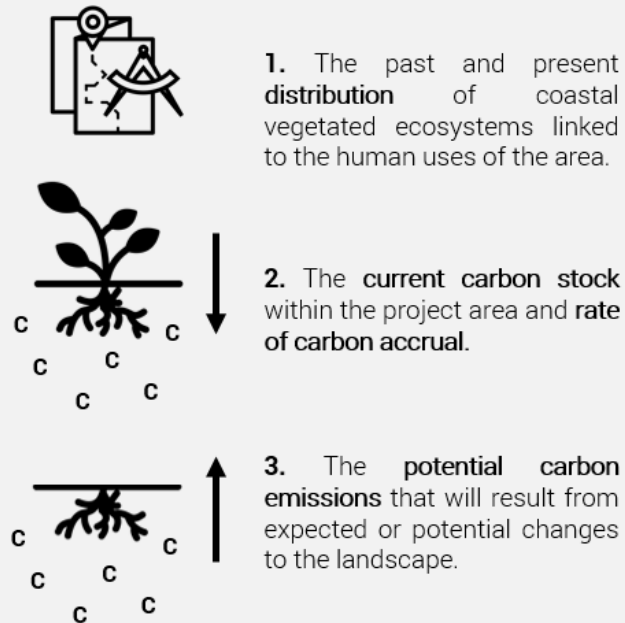 1. The past and present
distribution of coastal
vegetated ecosystems linked
to the human uses of the area.
2. The current carbon stock
within the project area and rate
of carbon accrual.
C
C
C
C
C
C
3. The potential carbon
emissions that will result from
expected or potential changes
to the landscape.
C
C
C
C
C
C